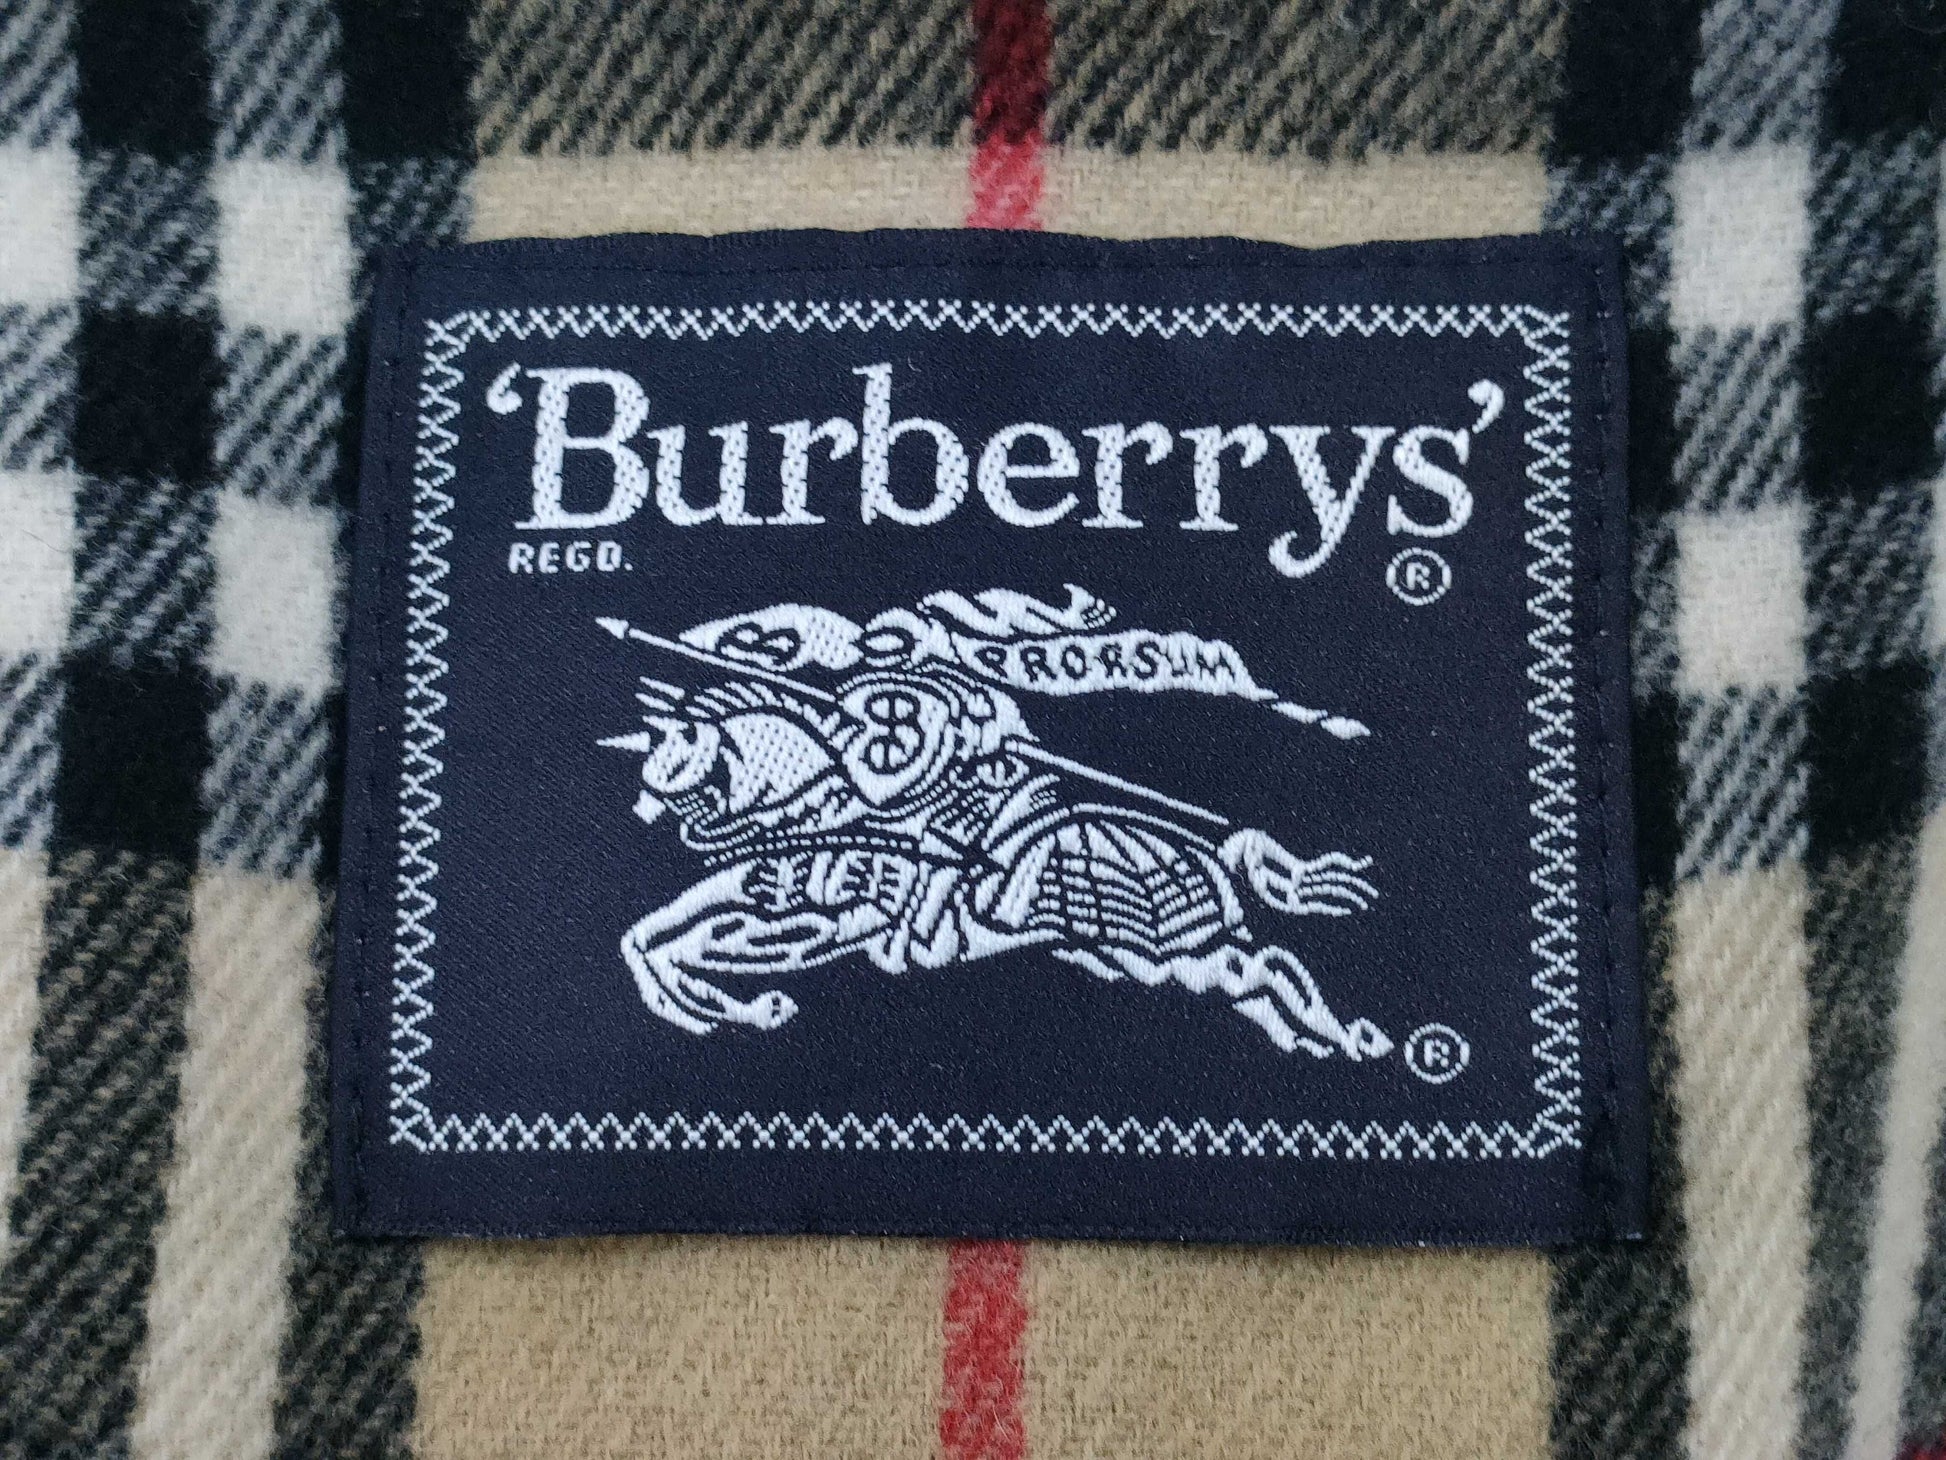 ‘Burberrys’
REGD. ®
B PRORSUM
B
®